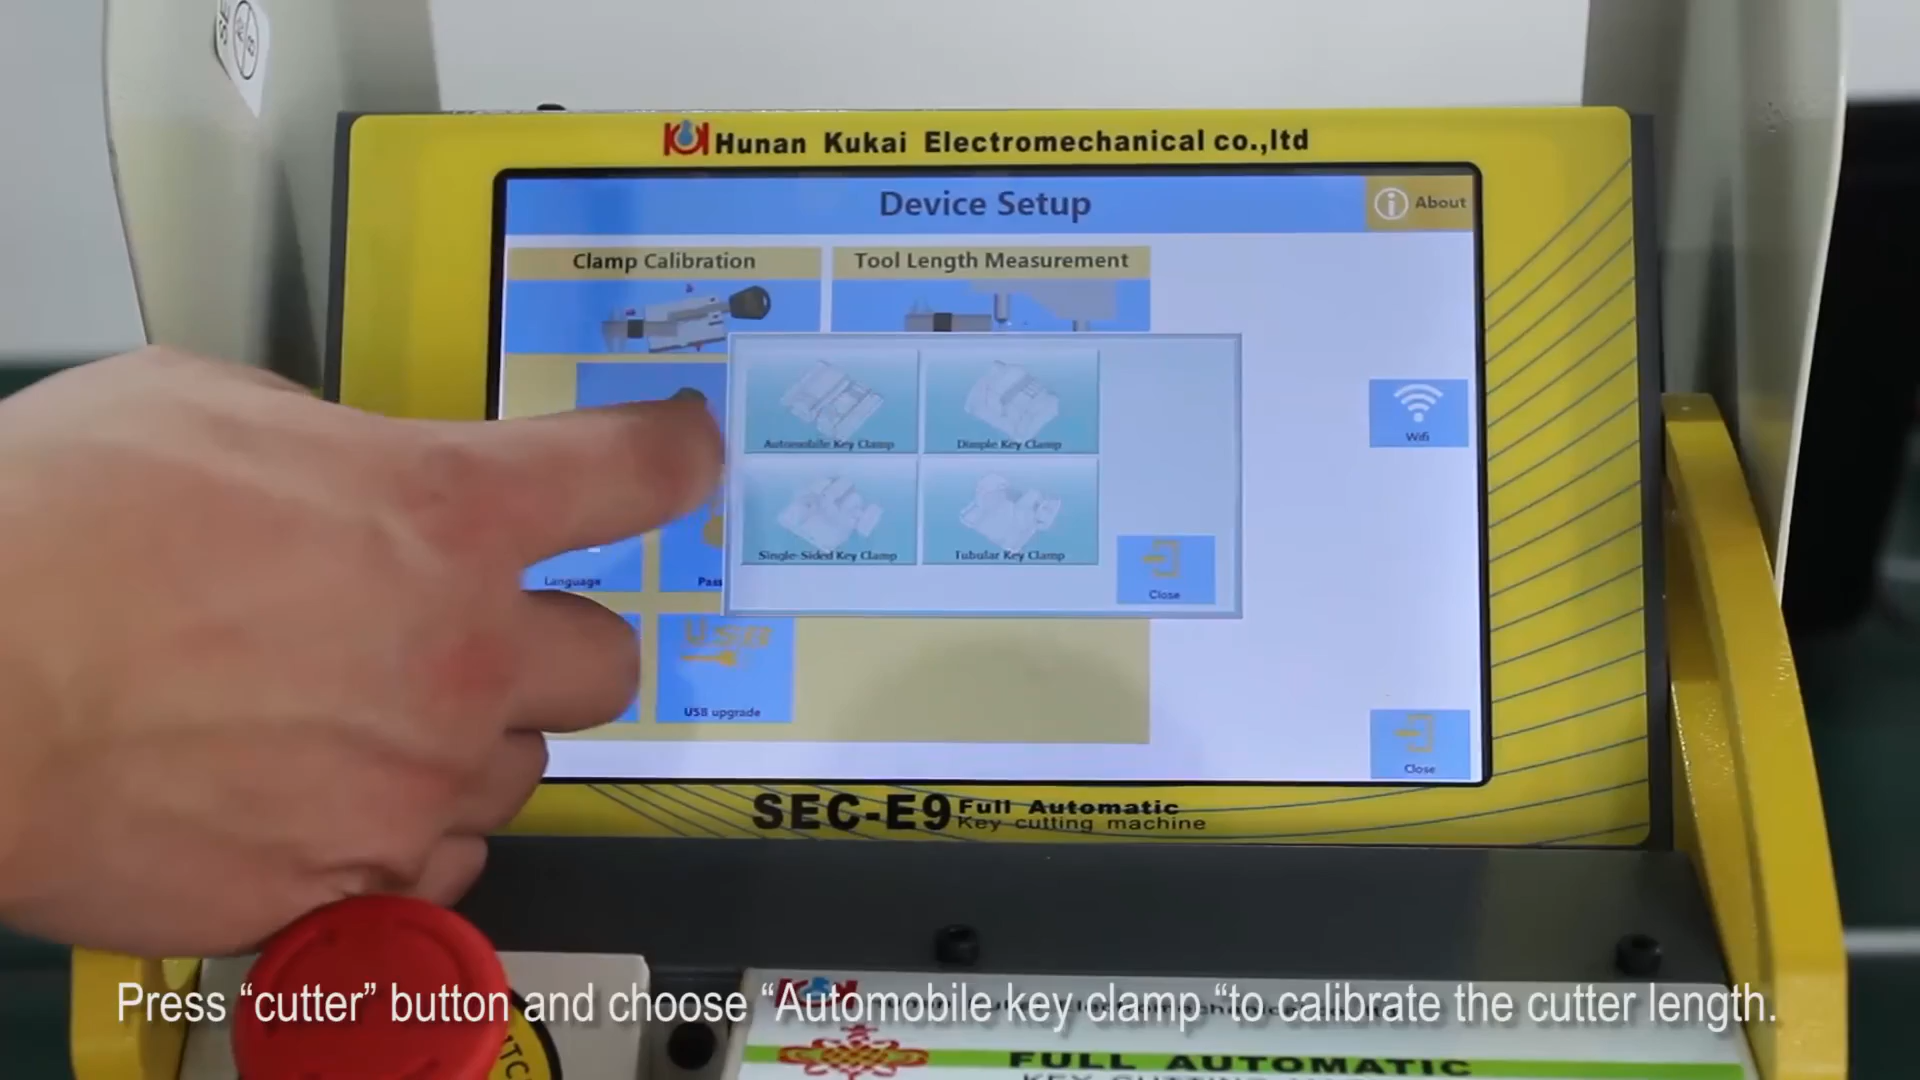 Hunan Kukai Electromechanical co.,ltd
Device Setup
About
Clamp Calibration
Tool Length Measurement
Automobile Key Clamp
Dimple Key Clamp
Wifi
Single-Sided Key Clamp
Tubular Key Clamp
Language
Close
USB
USB upgrade
Close
SEC-E9 Full Automatic
Key cutting machine
Press “cutter” button and choose “Automobile key clamp “to calibrate the cutter length.
FULL AUTOMATIC